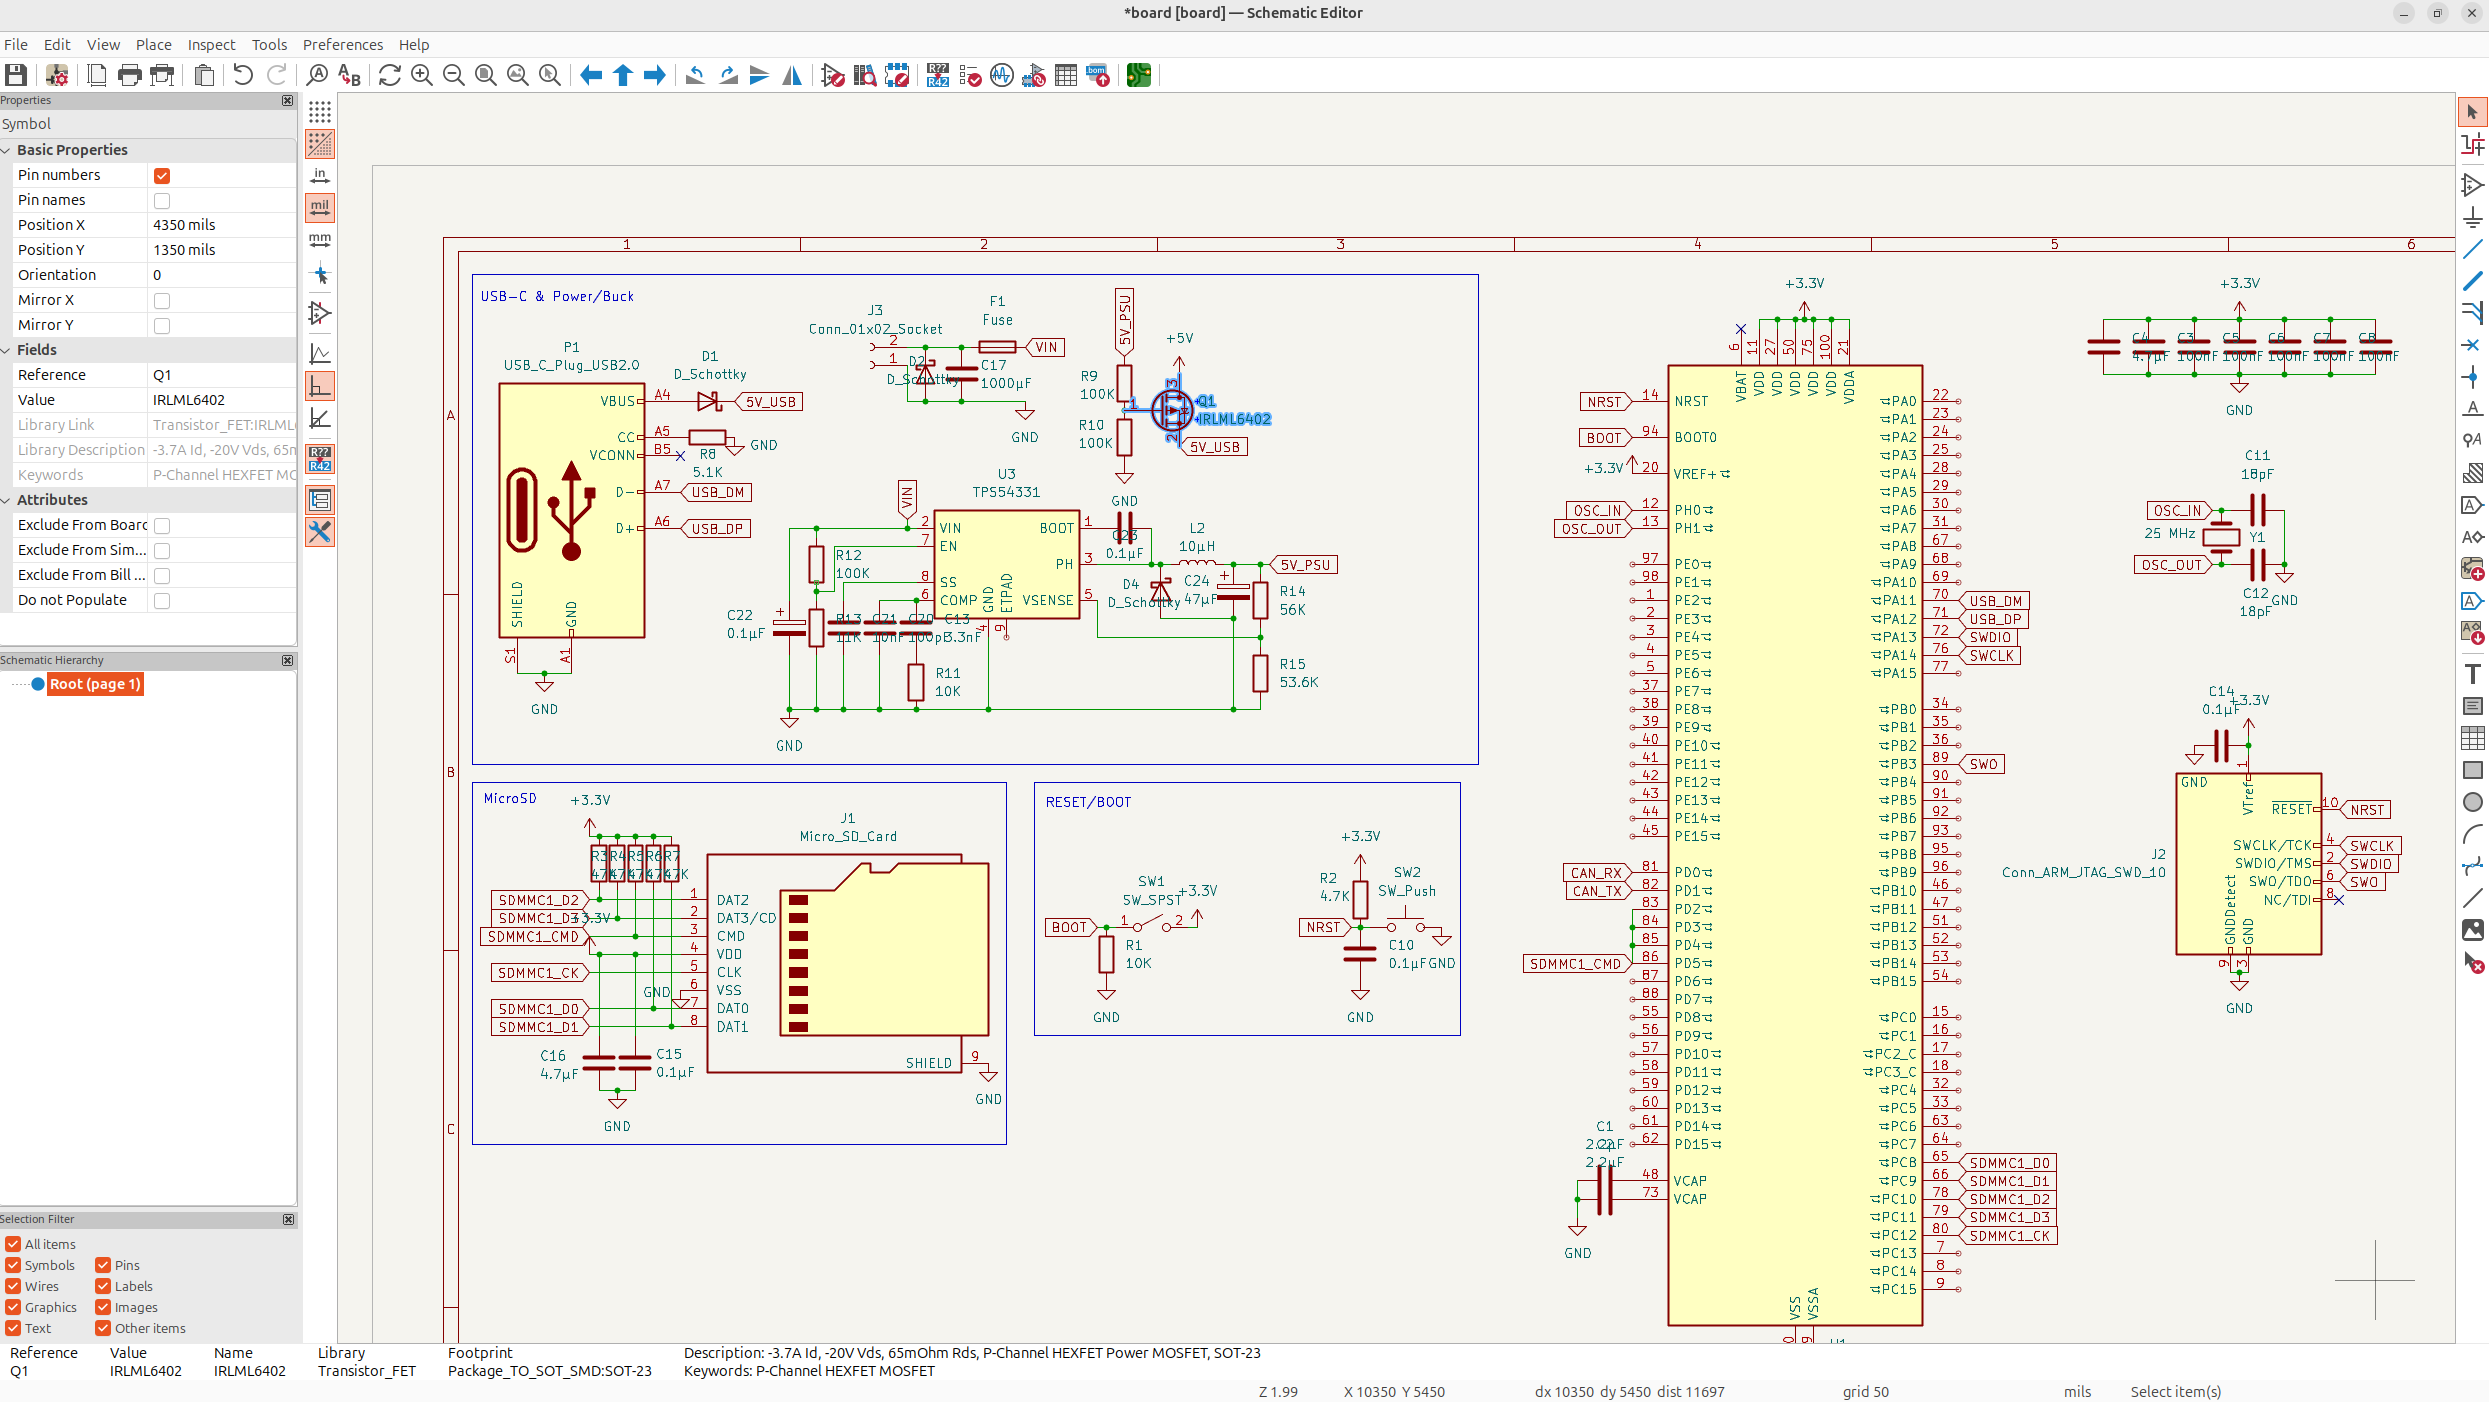 *board [board] — Schematic Editor
File Edit View Place Inspect Tools Preferences Help
Properties
Symbol
Basic Properties
Pin numbers
Pin names
Position X 4350 mils
Position Y 1350 mils
Orientation 0
Mirror X
Mirror Y
Fields
Reference Q1
Value IRLML6402
Library Link Transistor_FET:IRLML
Library Description -3.7A Id, -20V Vds, 65m
Keywords P-Channel HEXFET MO
Attributes
Exclude From Board
Exclude From Sim...
Exclude From Bill ...
Do not Populate
Schematic Hierarchy
Root (page 1)
Selection Filter
All items
Symbols Pins
Wires Labels
Graphics Images
Text Other items
in
mil
mm
R??
R42
1 2 3 4 5 6
A
B
C
USB-C & Power/Buck
P1
USB_C_Plug_USB2.0
VBUS A4
CC A5
VCONN B5
D- A7
D+ A6
SHIELD
GND
S1
A1
GND
D1
D_Schottky
5V_USB
GND
R8
5.1K
USB_DM
USB_DP
J3
Conn_01x02_Socket
2
1
D2
D_Schottky
F1
Fuse
VIN
C17
1000µF
GND
5V_PSU
R9
100K
R10
100K
GND
+5V
3
1
2
Q1
IRLML6402
5V_USB
U3
TPS54331
VIN
2 VIN
7 EN
8 SS
6 COMP
BOOT 1
PH 3
VSENSE 5
GND
ETPAD
4
9
C23
0.1µF
L2
10µH
5V_PSU
D4
D_Schottky
C24
47µF
R14
56K
R15
53.6K
R12
100K
C22
0.1µF
R13
11K
C21
10nF
C20
100pF
C13
3.3nF
R11
10K
GND
MicroSD
+3.3V
J1
Micro_SD_Card
R3 R4 R5 R6 R7
47K 47K 47K 47K 47K
SDMMC1_D2
SDMMC1_D3
+3.3V
SDMMC1_CMD
SDMMC1_CK
GND
SDMMC1_D0
SDMMC1_D1
1 DAT2
2 DAT3/CD
3 CMD
4 VDD
5 CLK
6 VSS
7 DAT0
8 DAT1
SHIELD 9
C16
4.7µF
C15
0.1µF
GND
GND
RESET/BOOT
SW1
SW_SPST
+3.3V
BOOT
1 2
R1
10K
GND
+3.3V
R2
4.7K
SW2
SW_Push
NRST
C10
0.1µF
GND
GND
+3.3V
6 11 27 50 75 100 21
VBAT VDD VDD VDD VDD VDD VDDA
NRST 14 NRST
BOOT 94 BOOT0
+3.3V 20 VREF+
OSC_IN 12 PH0
OSC_OUT 13 PH1
97 PE0
98 PE1
1 PE2
2 PE3
3 PE4
4 PE5
5 PE6
37 PE7
38 PE8
39 PE9
40 PE10
41 PE11
42 PE12
43 PE13
44 PE14
45 PE15
CAN_RX 81 PD0
CAN_TX 82 PD1
83 PD2
84 PD3
85 PD4
SDMMC1_CMD 86 PD5
87 PD6
88 PD7
55 PD8
56 PD9
57 PD10
58 PD11
59 PD12
60 PD13
61 PD14
62 PD15
C1
2.2µF
2.2µF
48 VCAP
73 VCAP
GND
VSS
VSSA
PA0 22
PA1 23
PA2 24
PA3 25
PA4 28
PA5 29
PA6 30
PA7 31
PA8 67
PA9 68
PA10 69
PA11 70 USB_DM
PA12 71 USB_DP
PA13 72 SWDIO
PA14 76 SWCLK
PA15 77
PB0 34
PB1 35
PB2 36
PB3 89 SWO
PB4 90
PB5 91
PB6 92
PB7 93
PB8 95
PB9 96
PB10 46
PB11 47
PB12 51
PB13 52
PB14 53
PB15 54
PC0 15
PC1 16
PC2_C 17
PC3_C 18
PC4 32
PC5 33
PC6 63
PC7 64
PC8 65 SDMMC1_D0
PC9 66 SDMMC1_D1
PC10 78 SDMMC1_D2
PC11 79 SDMMC1_D3
PC12 80 SDMMC1_CK
PC13 7
PC14 8
PC15 9
+3.3V
C4 C3 C5 C6 C7 C8
4.7µF 100nF 100nF 100nF 100nF 100nF
GND
C11
18pF
OSC_IN
25 MHz
Y1
OSC_OUT
C12
18pF
GND
C14
0.1µF
+3.3V
GND
1
VTref
RESET 10 NRST
SWCLK/TCK 4 SWCLK
SWDIO/TMS 2 SWDIO
SWO/TDO 6 SWO
NC/TDI 8
J2
Conn_ARM_JTAG_SWD_10
GNDDetect
GND
9
3
GND
Reference Value Name Library Footprint Description: -3.7A Id, -20V Vds, 65mOhm Rds, P-Channel HEXFET Power MOSFET, SOT-23
Q1 IRLML6402 IRLML6402 Transistor_FET Package_TO_SOT_SMD:SOT-23 Keywords: P-Channel HEXFET MOSFET
Z 1.99 X 10350 Y 5450 dx 10350 dy 5450 dist 11697 grid 50 mils Select item(s)